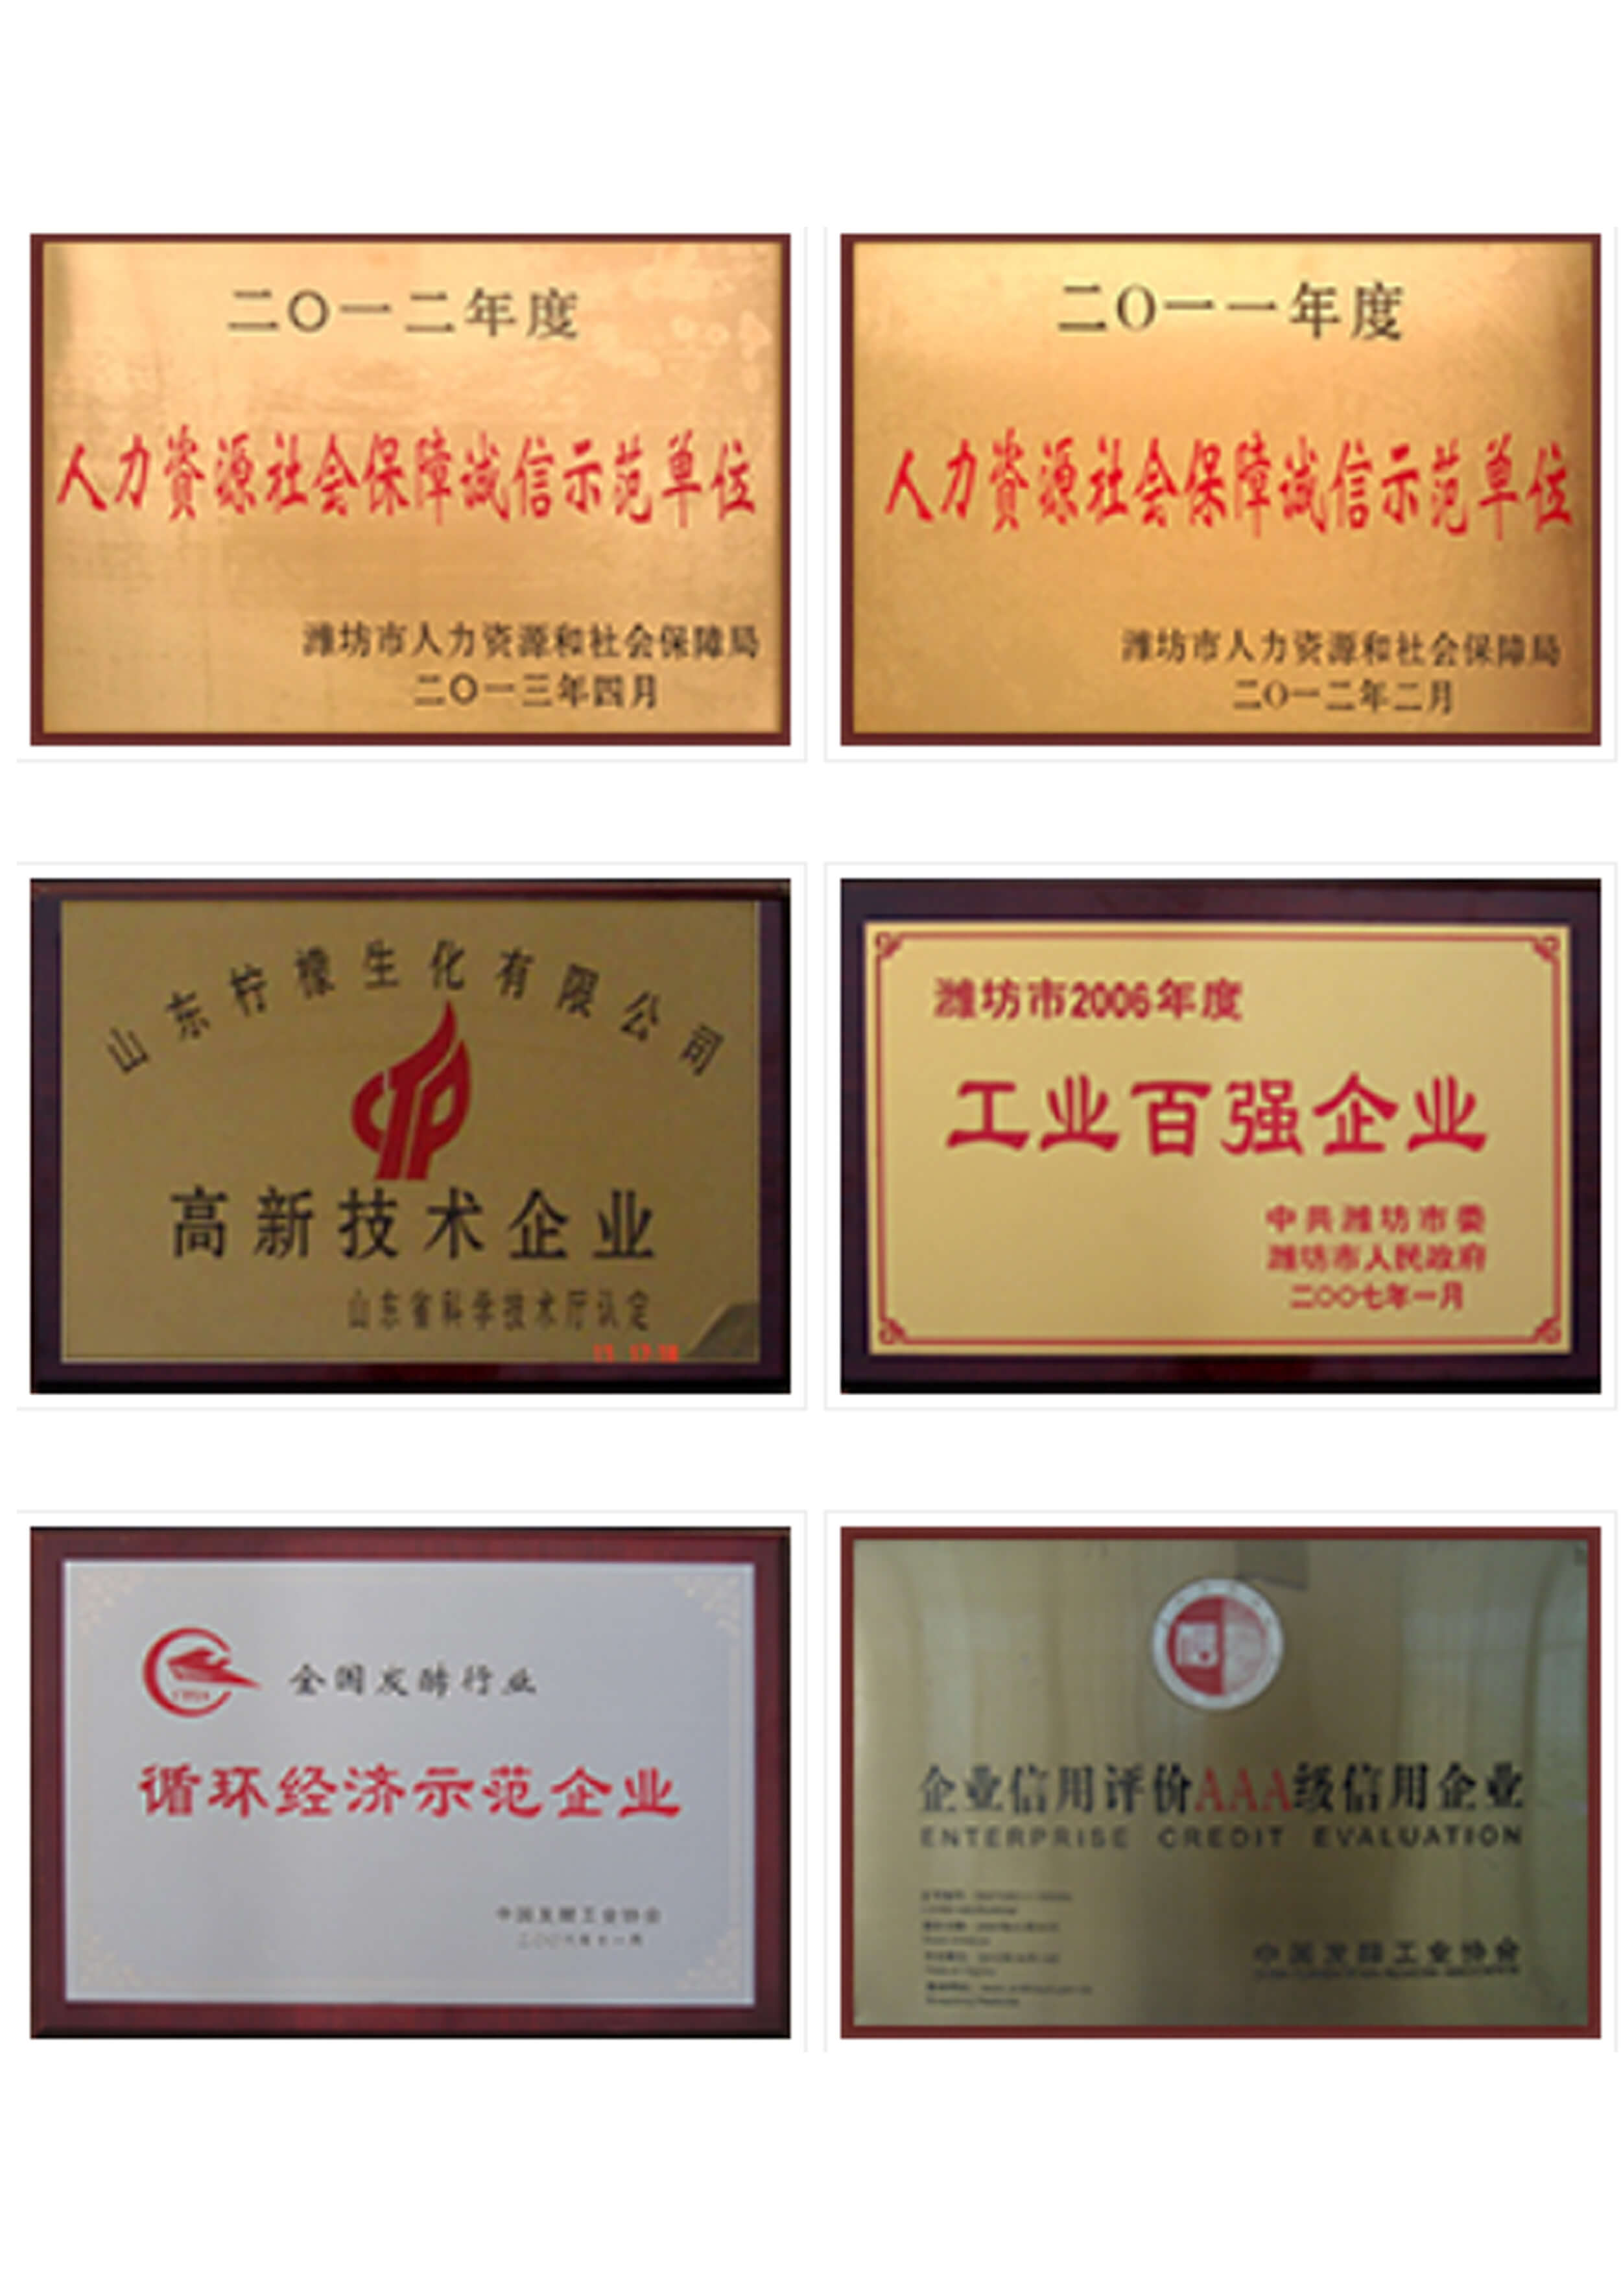 二〇一二年度
人力资源社会保障诚信示范单位
潍坊市人力资源和社会保障局
二〇一三年四月
二〇一一年度
人力资源社会保障诚信示范单位
潍坊市人力资源和社会保障局
二〇一二年二月
山东柠檬生化有限公司
高新技术企业
山东省科学技术厅认定
潍坊市2006年度
工业百强企业
中共潍坊市委
潍坊市人民政府
二〇〇七年一月
全国发酵行业
循环经济示范企业
中国发酵工业协会
企业信用评价AAA级信用企业
ENTERPRISE CREDIT EVALUATION
中国发酵工业协会